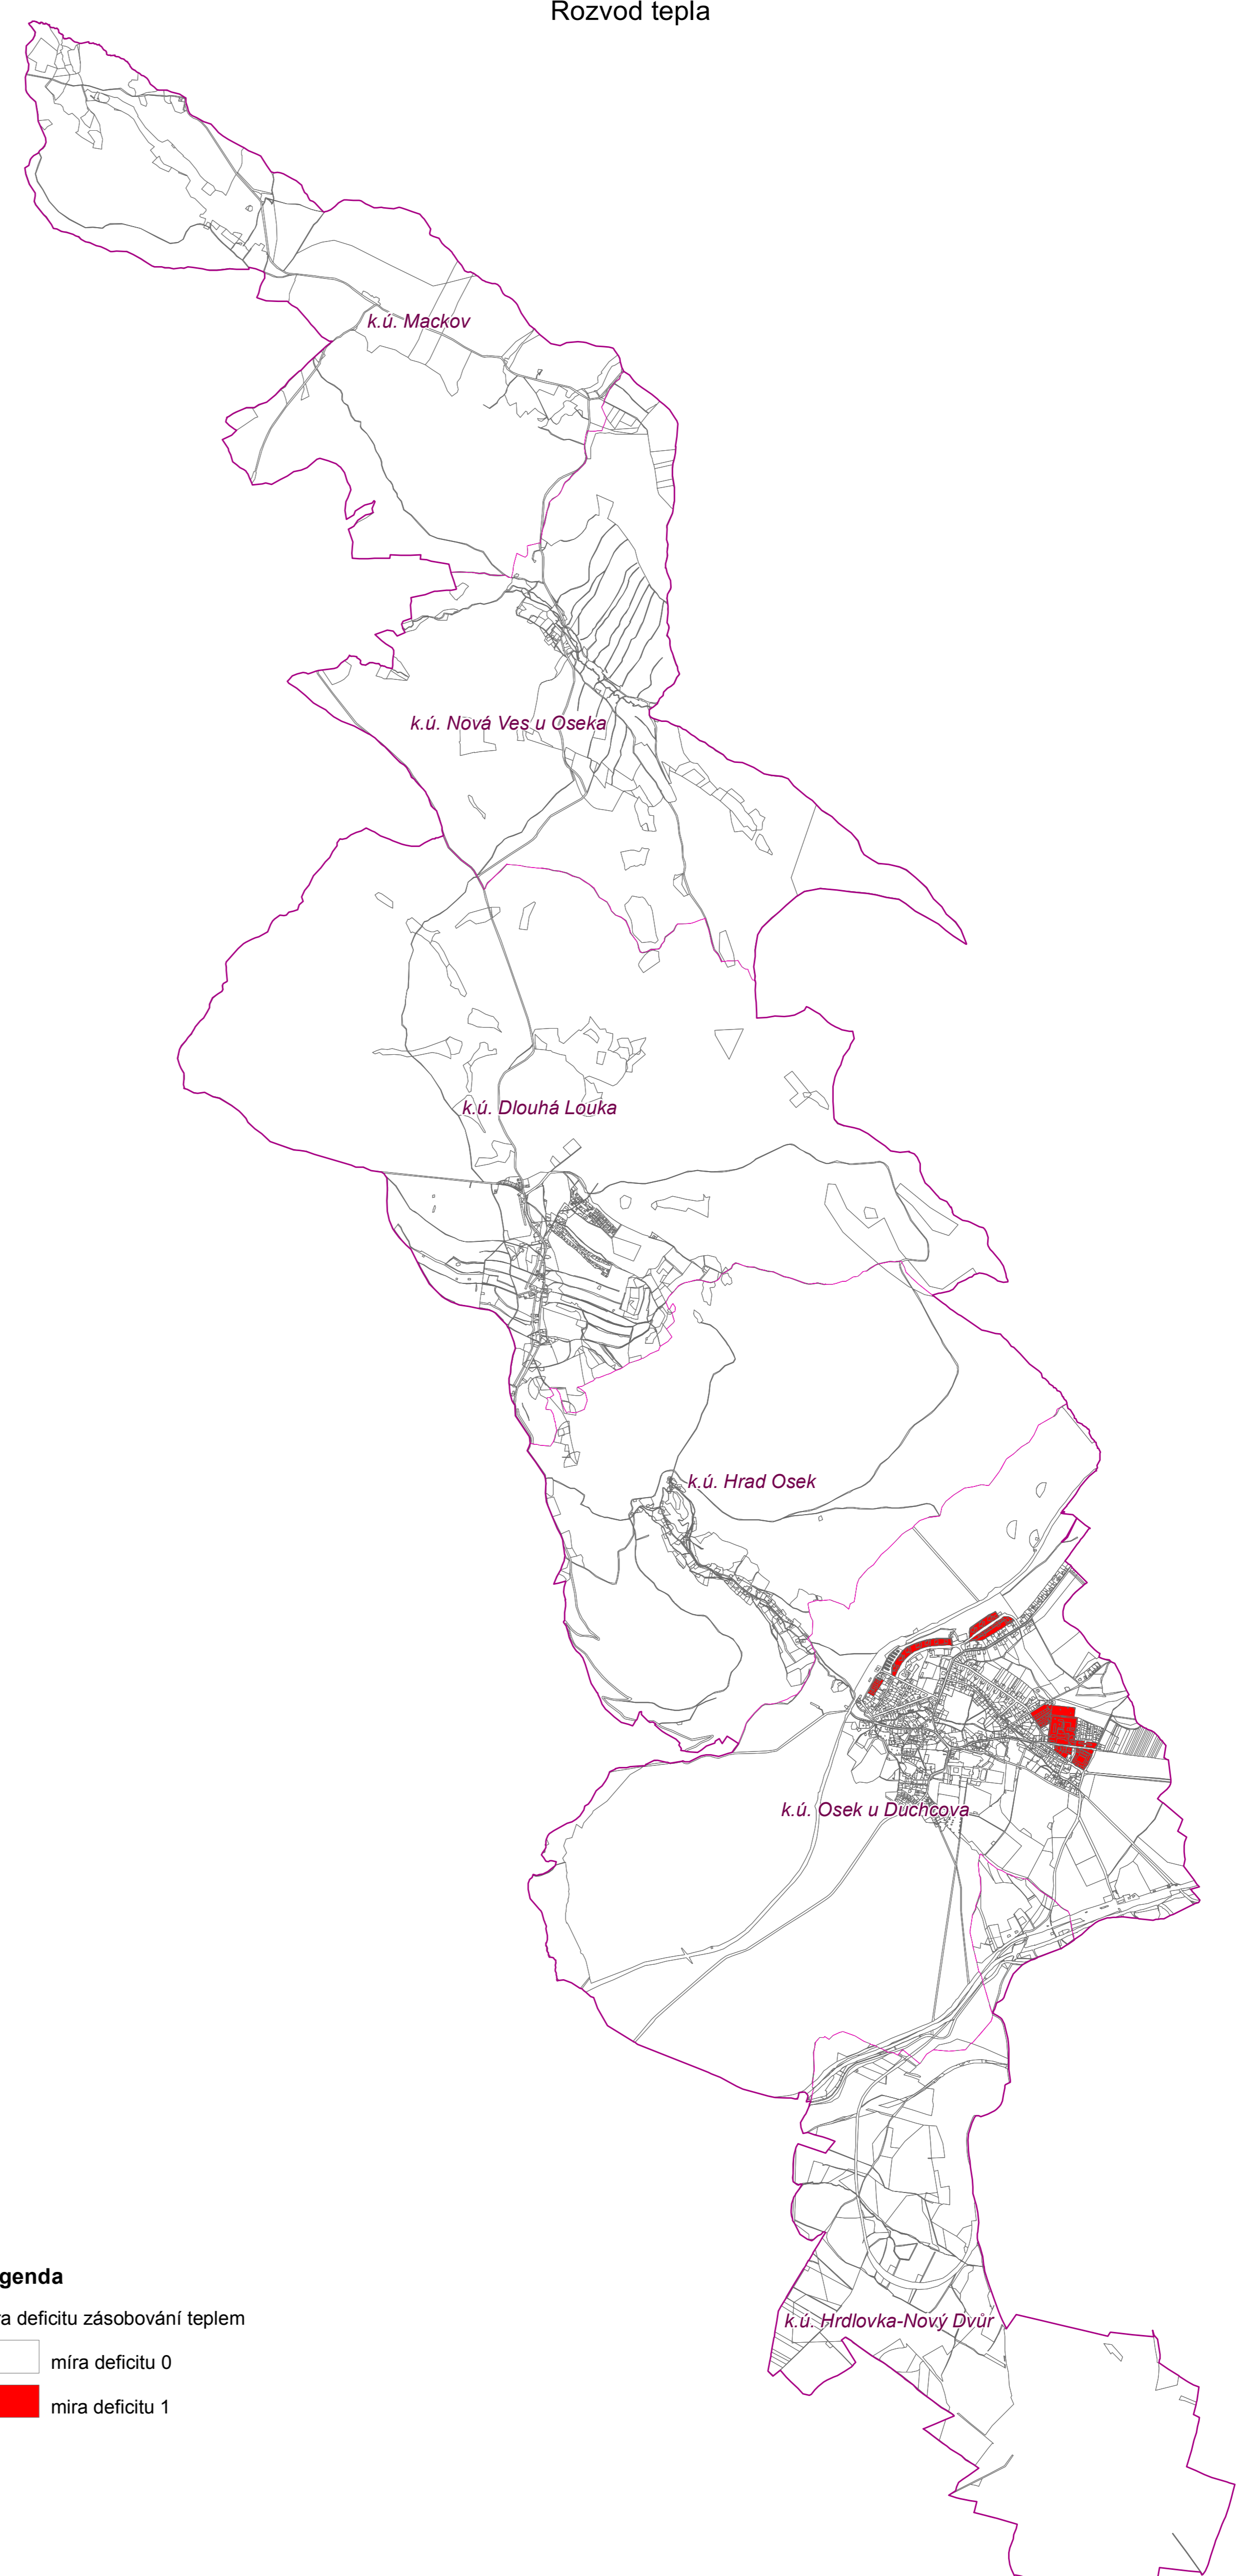 Rozvod tepla
k.ú. Mackov
k.ú. Nová Ves u Oseka
k.ú. Dlouhá Louka
k.ú. Hrad Osek
k.ú. Osek u Duchcova
k.ú. Hrdlovka-Nový Dvůr
genda
a deficitu zásobování teplem
míra deficitu 0
mira deficitu 1